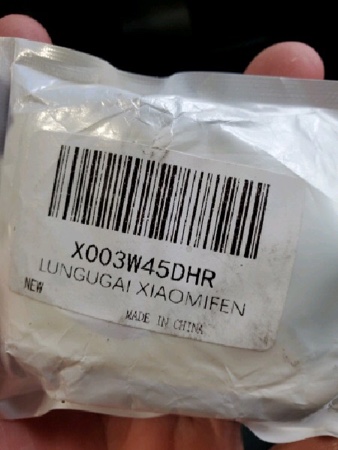 X003W45DHR
LUNGUGAI XIAOMIFEN
NEW
MADE IN CHINA